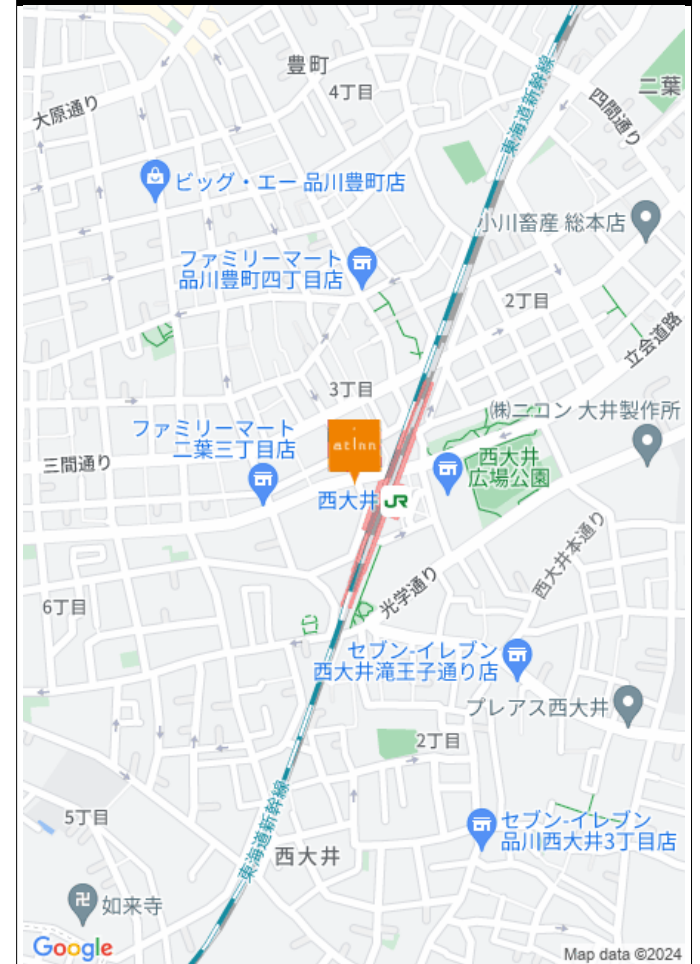 豊町
4丁目
大原通り
東海道新幹線
二葉
四間通り
ビッグ・エー 品川豊町店
小川畜産 総本店
ファミリーマート
品川豊町四丁目店
2丁目
立会道路
3丁目
㈱ニコン 大井製作所
ファミリーマート
二葉三丁目店
atinn
三間通り
西大井
広場公園
西大井
JR
西大井本通り
光学通り
6丁目
セブン-イレブン
西大井滝王子通り店
プレアス西大井
2丁目
東海道新幹線
5丁目
セブン-イレブン
品川西大井3丁目店
西大井
卍
如来寺
Google
Map data ©2024